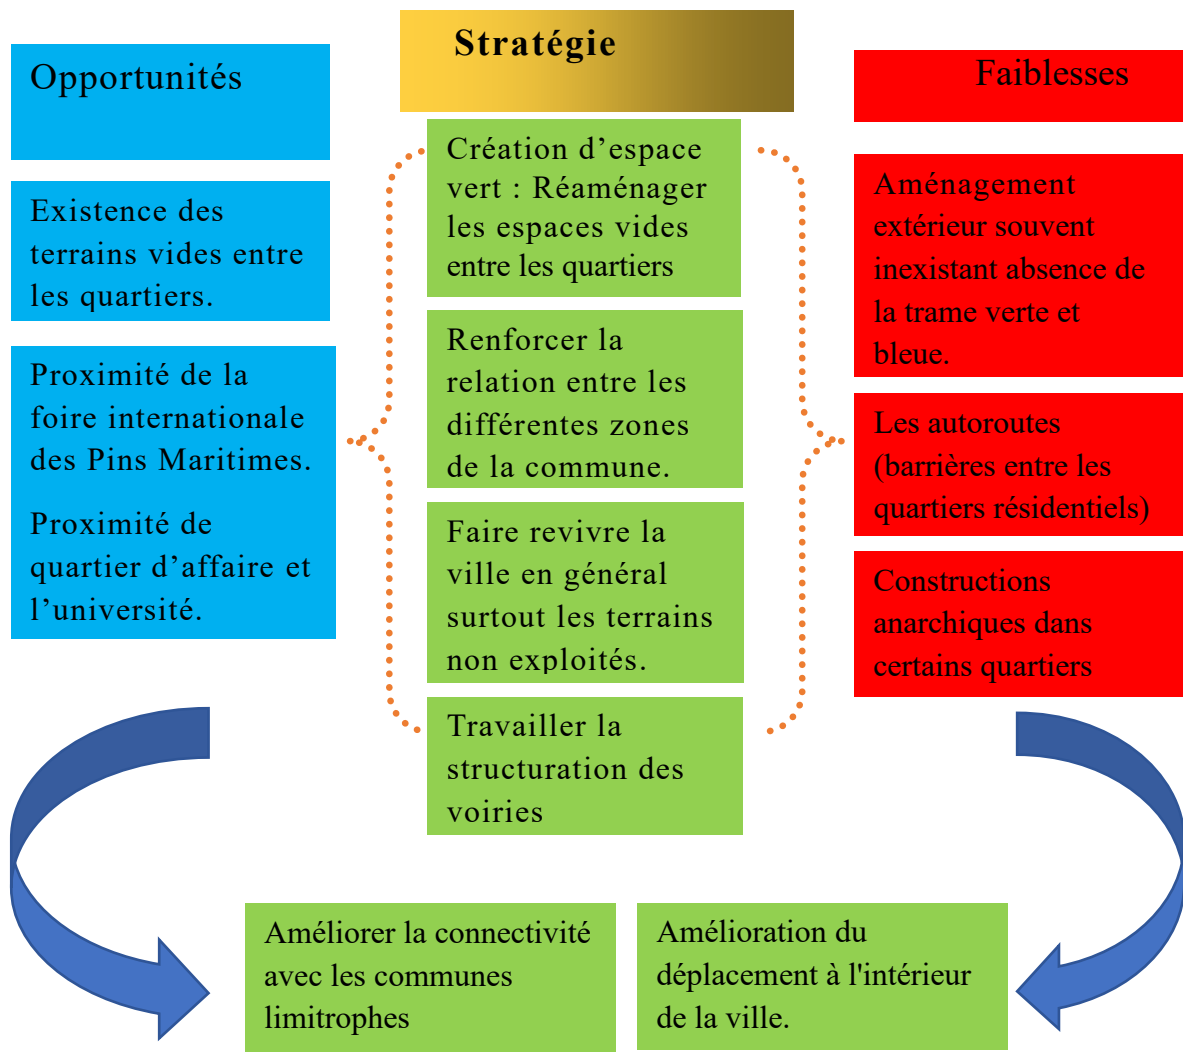 Opportunités
Existence des
terrains vides entre
les quartiers.
Proximité de la
foire internationale
des Pins Maritimes.
Proximité de
quartier d’affaire et
l’université.
Stratégie
Création d’espace
vert : Réaménager
les espaces vides
entre les quartiers
Renforcer la
relation entre les
différentes zones
de la commune.
Faire revivre la
ville en général
surtout les terrains
non exploités.
Travailler la
structuration des
voiries
Faiblesses
Aménagement
extérieur souvent
inexistant absence de
la trame verte et
bleue.
Les autoroutes
(barrières entre les
quartiers résidentiels)
Constructions
anarchiques dans
certains quartiers
Améliorer la connectivité
avec les communes
limitrophes
Amélioration du
déplacement à l'intérieur
de la ville.